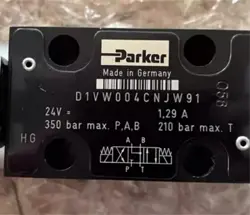 Parker
Made in Germany
D1VW004CNJW91
24V = 1,29 A
350 bar max. P,A,B 210 bar max. T
HG
A B
P T